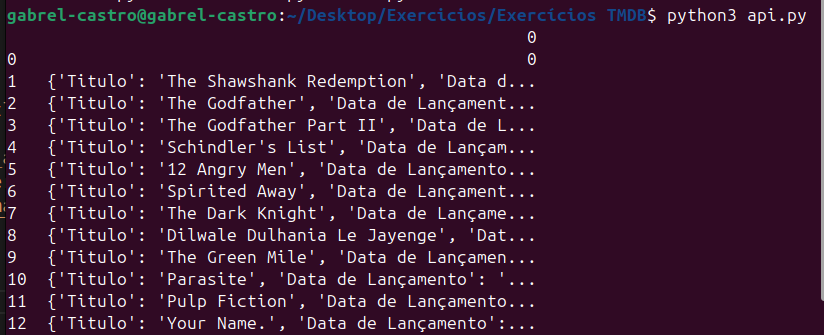 gabrel-castro@gabrel-castro:~/Desktop/Exercicios/Exercícios TMDB$ python3 api.py
0
0 0
1 {'Titulo': 'The Shawshank Redemption', 'Data d...
2 {'Titulo': 'The Godfather', 'Data de Lançament...
3 {'Titulo': 'The Godfather Part II', 'Data de L...
4 {'Titulo': 'Schindler's List', 'Data de Lançam...
5 {'Titulo': '12 Angry Men', 'Data de Lançamento...
6 {'Titulo': 'Spirited Away', 'Data de Lançament...
7 {'Titulo': 'The Dark Knight', 'Data de Lançame...
8 {'Titulo': 'Dilwale Dulhania Le Jayenge', 'Dat...
9 {'Titulo': 'The Green Mile', 'Data de Lançamen...
10 {'Titulo': 'Parasite', 'Data de Lançamento': '...
11 {'Titulo': 'Pulp Fiction', 'Data de Lançamento...
12 {'Titulo': 'Your Name.', 'Data de Lançamento':...